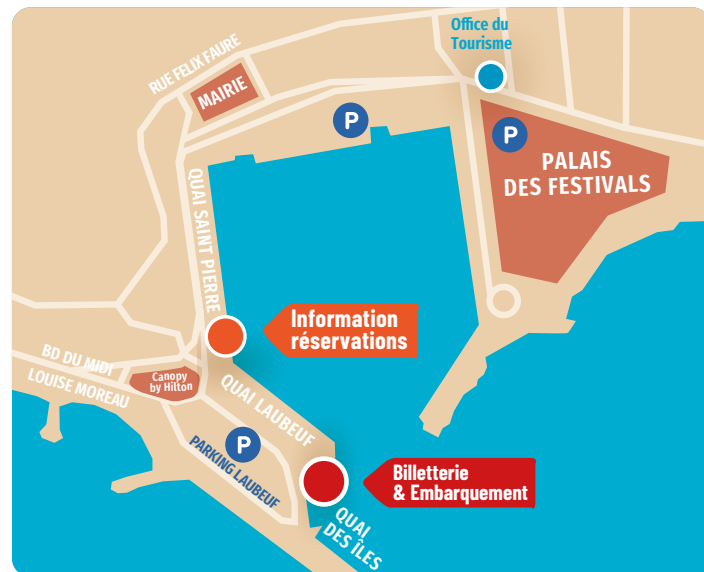 Office du
Tourisme
RUE FELIX FAURE
MAIRIE
P
P
PALAIS
DES FESTIVALS
QUAI SAINT PIERRE
Information
réservations
BD DU MIDI
LOUISE MOREAU
Canopy
by Hilton
QUAI LAUBEUF
P
PARKING LAUBEUF
Billetterie
& Embarquement
QUAI
DES ÎLES